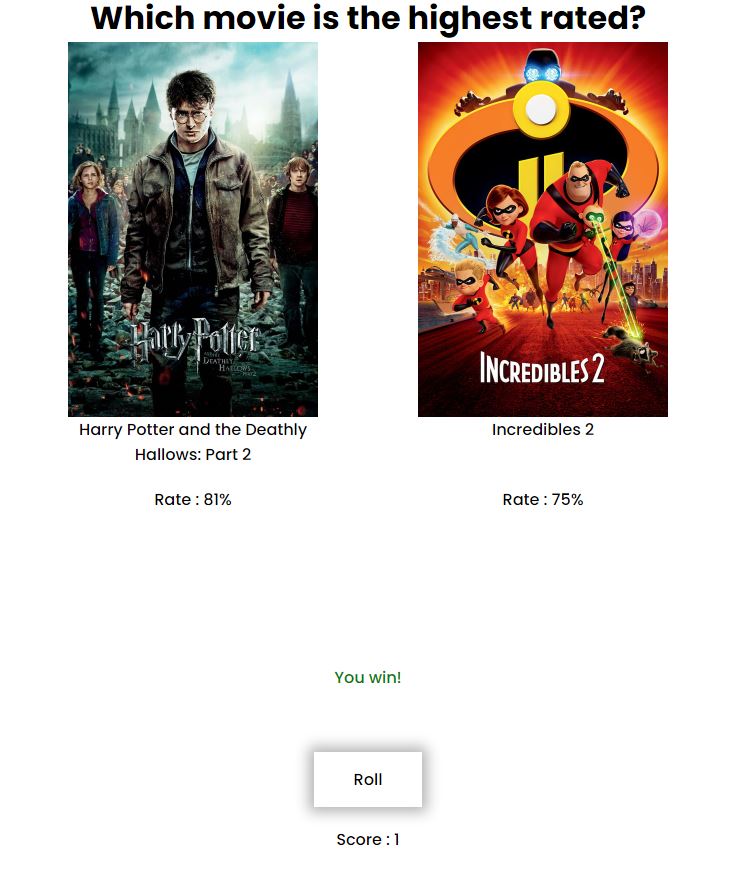 Which movie is the highest rated?
Harry Potter
AND THE
DEATHLY
HALLOWS
PART 2
INCREDIBLES 2
Harry Potter and the Deathly
Hallows: Part 2
Incredibles 2
Rate : 81%
Rate : 75%
You win!
Roll
Score : 1